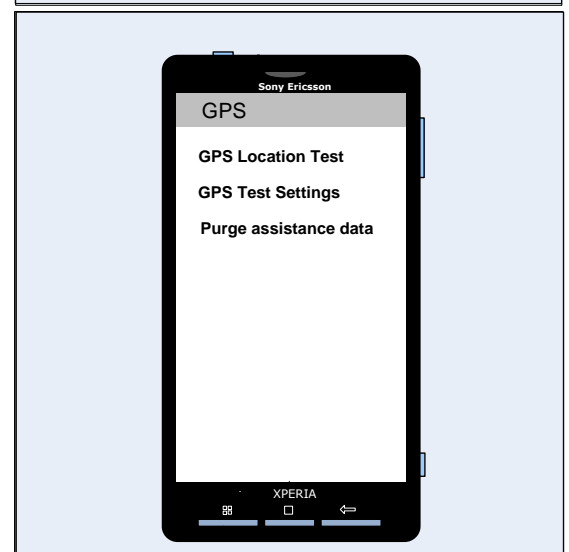 Sony Ericsson
GPS
GPS Location Test
GPS Test Settings
Purge assistance data
XPERIA